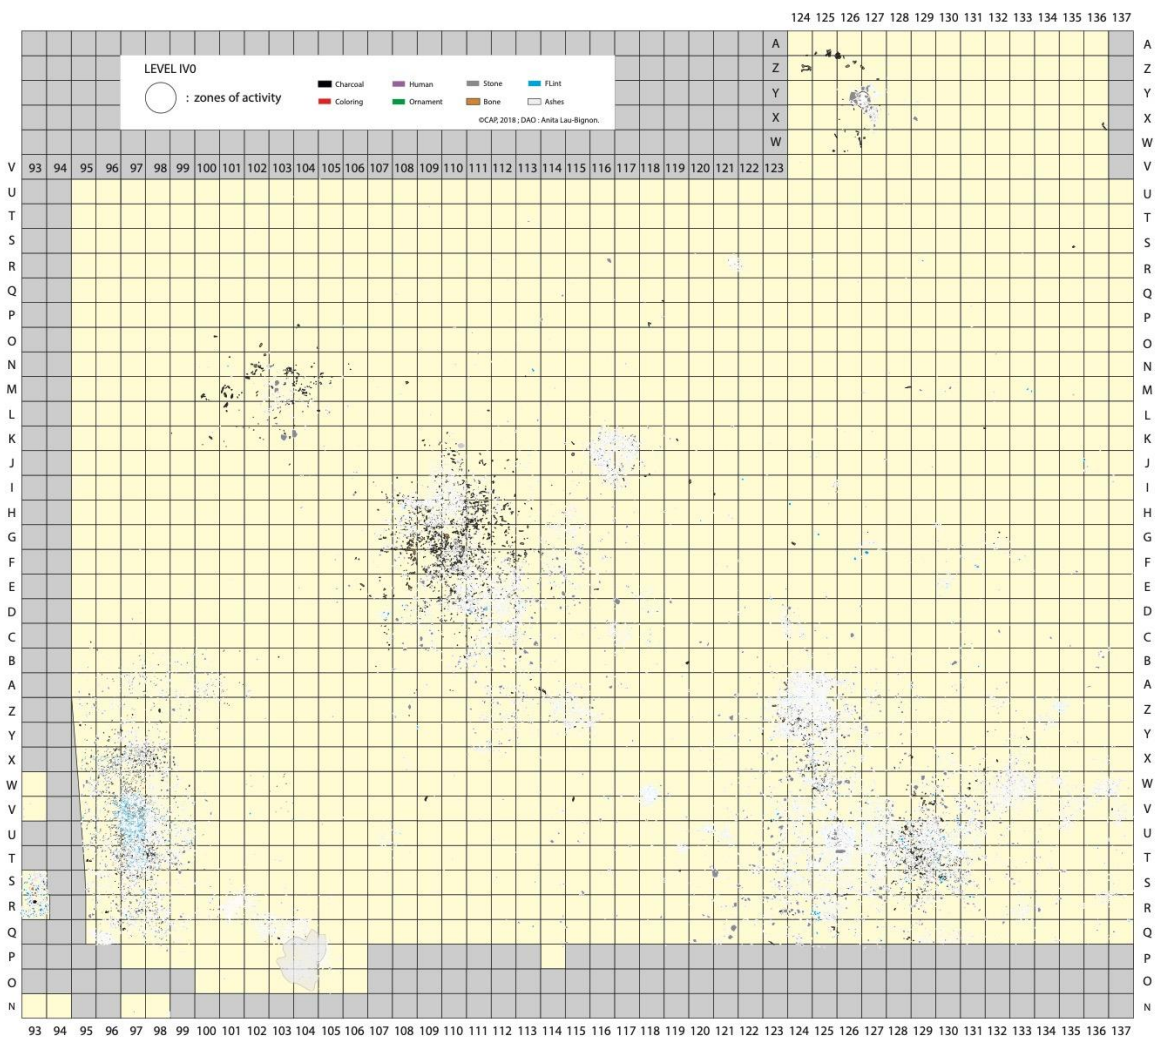 124 125 126 127 128 129 130 131 132 133 134 135 136 137
A A
LEVEL IV0
Z Z
Charcoal Human Stone FLint
Y Y
: zones of activity
Coloring Ornament Bone Ashes
X X
©CAP, 2018 ; DAO : Anita Lau-Bignon.
W W
V 93 94 95 96 97 98 99 100 101 102 103 104 105 106 107 108 109 110 111 112 113 114 115 116 117 118 119 120 121 122 123 V
U U
T T
S S
R R
Q Q
P P
O O
N N
M M
L L
K K
J J
I I
H H
G G
F F
E E
D D
C C
B B
A A
Z Z
Y Y
X X
W W
V V
U U
T T
S S
R R
Q Q
P P
O O
N N
93 94 95 96 97 98 99 100 101 102 103 104 105 106 107 108 109 110 111 112 113 114 115 116 117 118 119 120 121 122 123 124 125 126 127 128 129 130 131 132 133 134 135 136 137